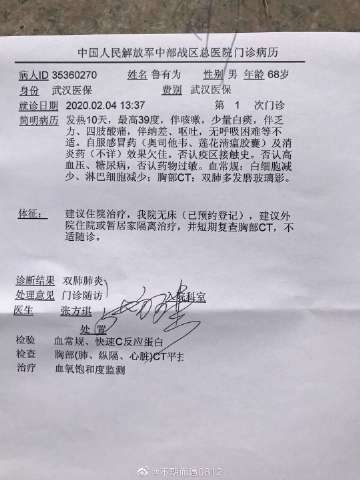 中国人民解放军中部战区总医院门诊病历
病人ID 35360270 姓名 鲁有为 性别 男 年龄 68岁
身份 武汉医保 费别 武汉医保
就诊日期 2020.02.04 13:37 第 1 次门诊
简明病历 发热10天,最高39度,伴咳嗽,少量白痰,伴乏
力、四肢酸痛,伴纳差、呕吐,无呼吸困难等不
适。自服感冒药(奥司他韦、莲花清瘟胶囊)及消
炎药(不详)效果欠佳。否认疫区接触史。否认高
血压、糖尿病,否认药物过敏。血常规:白细胞减
少、淋巴细胞减少;胸部CT:双肺多发磨玻璃影。
体征: 建议住院治疗,我院无床(已预约登记),建议外
院住院或暂居家隔离治疗,并短期复查胸部CT,不
适随诊。
诊断结果 双肺肺炎
处理意见 门诊随访 入院科室
医生 张方琪
处 置
检验 血常规、快速C反应蛋白
检查 胸部(肺、纵隔、心脏)CT平扫
治疗 血氧饱和度监测